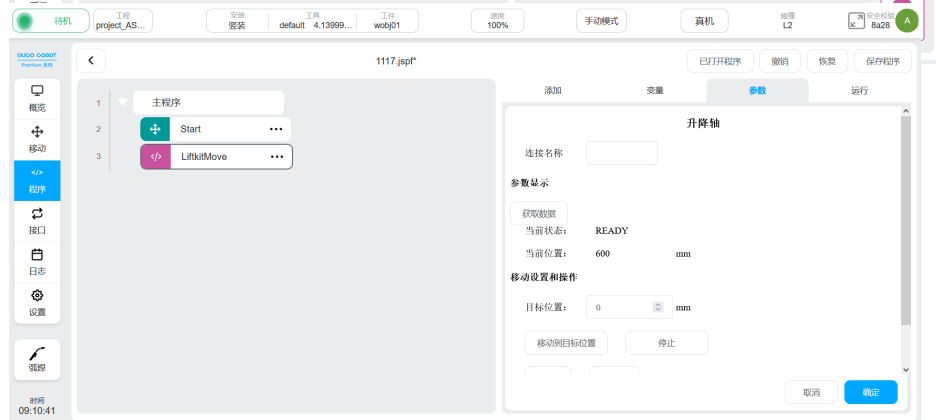 待机
工程
project_AS...
安装
竖装
工具
default 4.13999...
工件
wobj01
速度
100%
手动模式
真机
碰撞
L2
安全校验
8a28
A
DUCO COBOT
Premium 系列
1117.jspf*
已打开程序
撤销
恢复
保存程序
概览
移动
</>
程序
接口
日志
设置
弧焊
时间
09:10:41
1 主程序
2 Start ...
3 </> LiftkitMove ...
添加 变量 参数 运行
升降轴
连接名称
参数显示
获取数据
当前状态: READY
当前位置: 600 mm
移动设置和操作
目标位置: 0 mm
移动到目标位置 停止
取消 确定